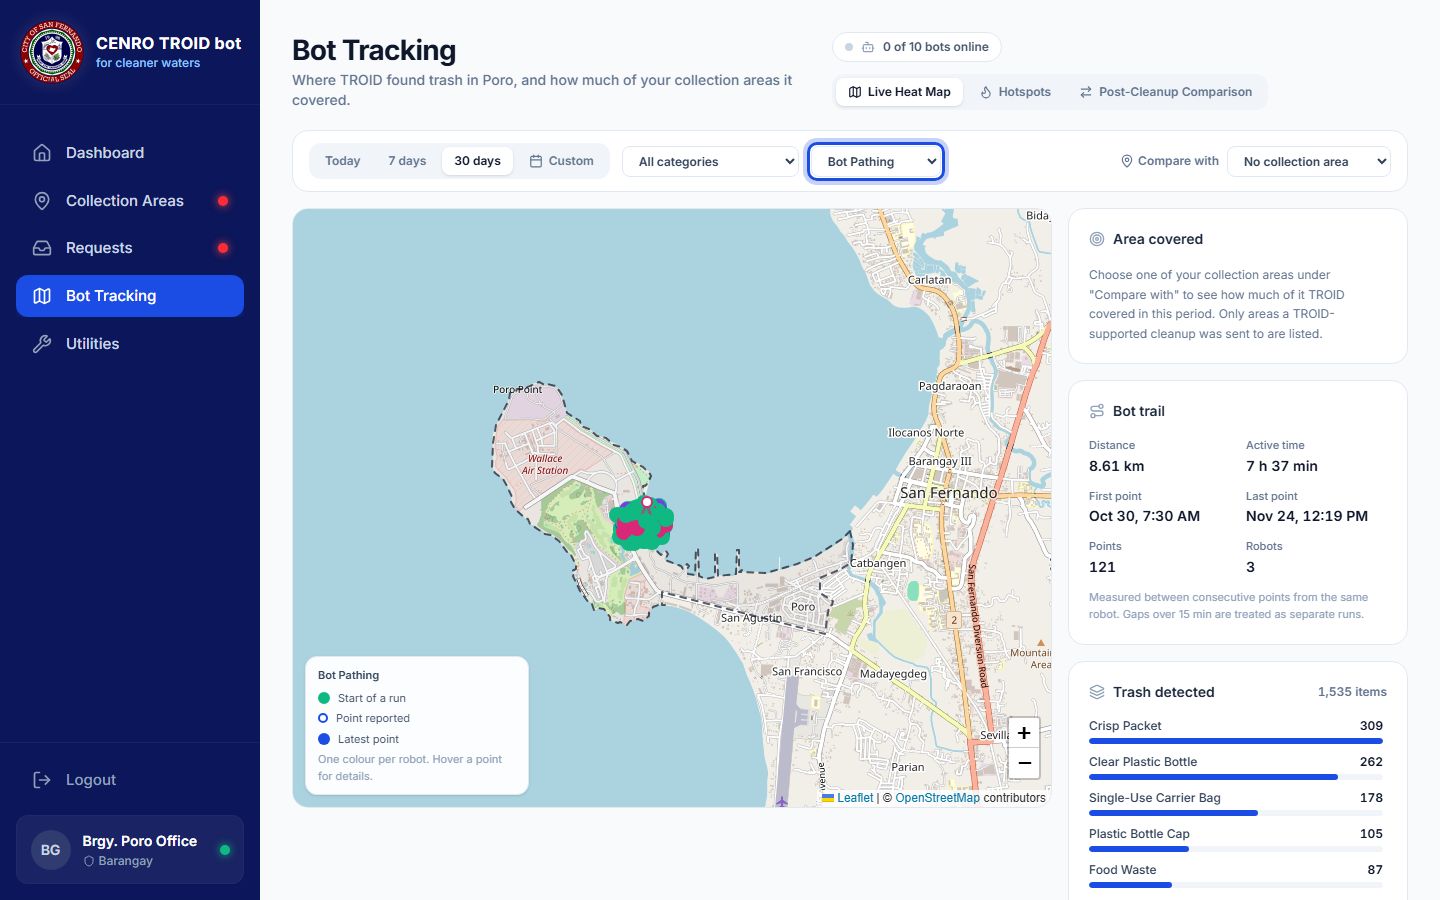 CITY OF SAN FERNANDO
OFFICIAL SEAL
CENRO TROID bot
for cleaner waters
Dashboard
Collection Areas
Requests
Bot Tracking
Utilities
Logout
BG
Brgy. Poro Office
Barangay
Bot Tracking
Where TROID found trash in Poro, and how much of your collection areas it
covered.
0 of 10 bots online
Live Heat Map
Hotspots
Post-Cleanup Comparison
Today
7 days
30 days
Custom
All categories
Bot Pathing
Compare with
No collection area
Bida
Carlatan
Pagdaraoan
Ilocanos Norte
Barangay III
San Fernando
Poro Point
Wallace
Air Station
Catbangen
Poro
San Agustin
San Fernando Diversion Road
2
San Francisco
Madayegdeg
Mountain
Area
Sevilla
Parian
Bot Pathing
Start of a run
Point reported
Latest point
One colour per robot. Hover a point
for details.
+
−
Leaflet | © OpenStreetMap contributors
Area covered
Choose one of your collection areas under
"Compare with" to see how much of it TROID
covered in this period. Only areas a TROID-
supported cleanup was sent to are listed.
Bot trail
Distance
8.61 km
Active time
7 h 37 min
First point
Oct 30, 7:30 AM
Last point
Nov 24, 12:19 PM
Points
121
Robots
3
Measured between consecutive points from the same
robot. Gaps over 15 min are treated as separate runs.
Trash detected
1,535 items
Crisp Packet
309
Clear Plastic Bottle
262
Single-Use Carrier Bag
178
Plastic Bottle Cap
105
Food Waste
87